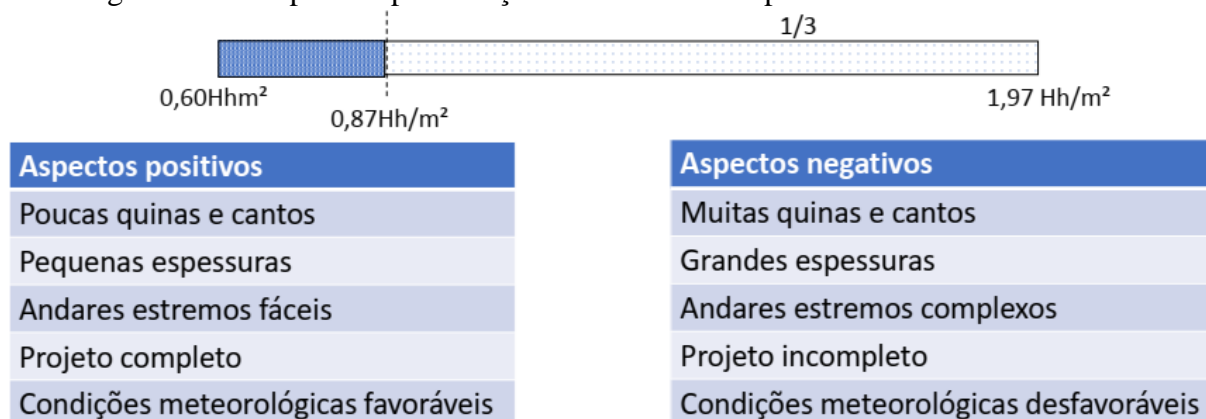 1/3
0,60Hhm²
0,87Hh/m²
1,97 Hh/m²
Aspectos positivos
Poucas quinas e cantos
Pequenas espessuras
Andares estremos fáceis
Projeto completo
Condições meteorológicas favoráveis
Aspectos negativos
Muitas quinas e cantos
Grandes espessuras
Andares estremos complexos
Projeto incompleto
Condições meteorológicas desfavoráveis